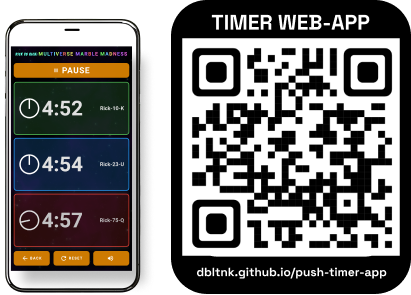 MULTIVERSE MARBLE MADNESS
PAUSE
4:52
Rick-10-K
4:54
Rick-23-U
4:57
Rick-75-Q
BACK
RESET
TIMER WEB-APP
dbltnk.github.io/push-timer-app